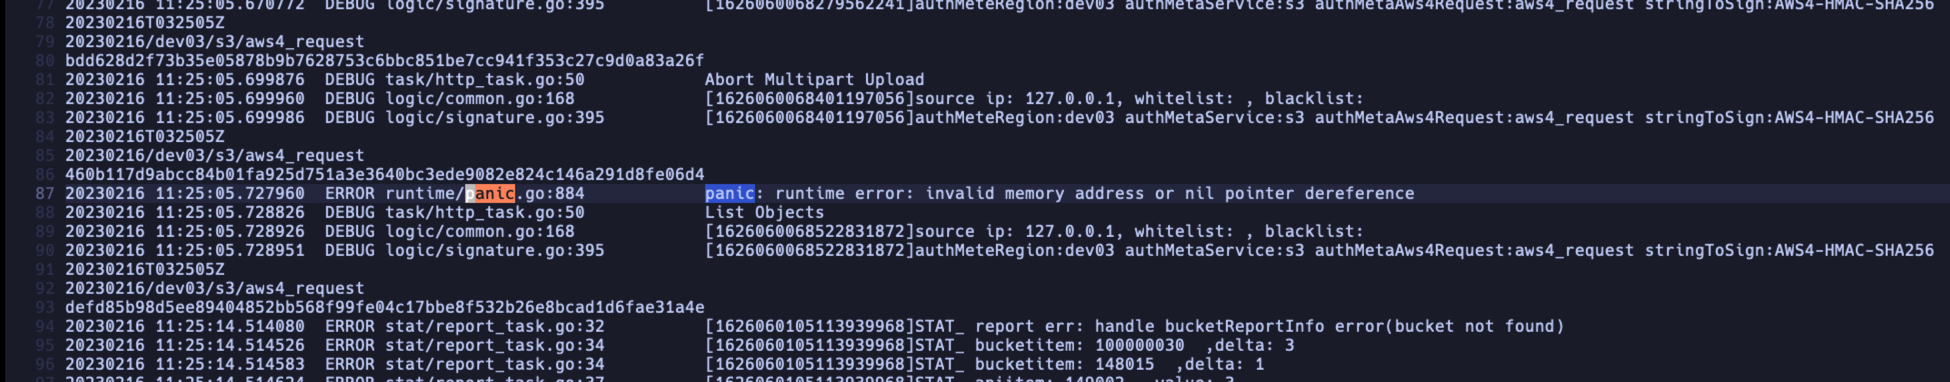 77 20230216 11:25:05.670772 DEBUG logic/signature.go:395 [1626060068279562241]authMeteRegion:dev03 authMetaService:s3 authMetaAws4Request:aws4_request stringToSign:AWS4-HMAC-SHA256
78 20230216T032505Z
79 20230216/dev03/s3/aws4_request
80 bdd628d2f73b35e05878b9b7628753c6bbc851be7cc941f353c27c9d0a83a26f
81 20230216 11:25:05.699876 DEBUG task/http_task.go:50 Abort Multipart Upload
82 20230216 11:25:05.699960 DEBUG logic/common.go:168 [1626060068401197056]source ip: 127.0.0.1, whitelist: , blacklist:
83 20230216 11:25:05.699986 DEBUG logic/signature.go:395 [1626060068401197056]authMeteRegion:dev03 authMetaService:s3 authMetaAws4Request:aws4_request stringToSign:AWS4-HMAC-SHA256
84 20230216T032505Z
85 20230216/dev03/s3/aws4_request
86 460b117d9abcc84b01fa925d751a3e3640bc3ede9082e824c146a291d8fe06d4
87 20230216 11:25:05.727960 ERROR runtime/panic.go:884 panic: runtime error: invalid memory address or nil pointer dereference
88 20230216 11:25:05.728826 DEBUG task/http_task.go:50 List Objects
89 20230216 11:25:05.728926 DEBUG logic/common.go:168 [1626060068522831872]source ip: 127.0.0.1, whitelist: , blacklist:
90 20230216 11:25:05.728951 DEBUG logic/signature.go:395 [1626060068522831872]authMeteRegion:dev03 authMetaService:s3 authMetaAws4Request:aws4_request stringToSign:AWS4-HMAC-SHA256
91 20230216T032505Z
92 20230216/dev03/s3/aws4_request
93 defd85b98d5ee89404852bb568f99fe04c17bbe8f532b26e8bcad1d6fae31a4e
94 20230216 11:25:14.514080 ERROR stat/report_task.go:32 [1626060105113939968]STAT_ report err: handle bucketReportInfo error(bucket not found)
95 20230216 11:25:14.514526 ERROR stat/report_task.go:34 [1626060105113939968]STAT_ bucketitem: 100000030 ,delta: 3
96 20230216 11:25:14.514583 ERROR stat/report_task.go:34 [1626060105113939968]STAT_ bucketitem: 148015 ,delta: 1
20230216 11:25:14.514624 ERROR stat/report_task.go:37 [1626060105113939968]STAT_